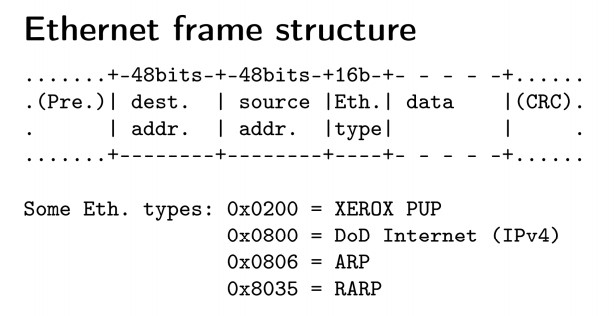 Ethernet frame structure
.......+-48bits-+-48bits-+16b-+- - - - -+......
.(Pre.)| dest.  | source |Eth.| data    |(CRC).
.      | addr.  | addr.  |type|         |     .
.......+--------+--------+----+- - - - -+......
Some Eth. types: 0x0200 = XEROX PUP
                 0x0800 = DoD Internet (IPv4)
                 0x0806 = ARP
                 0x8035 = RARP